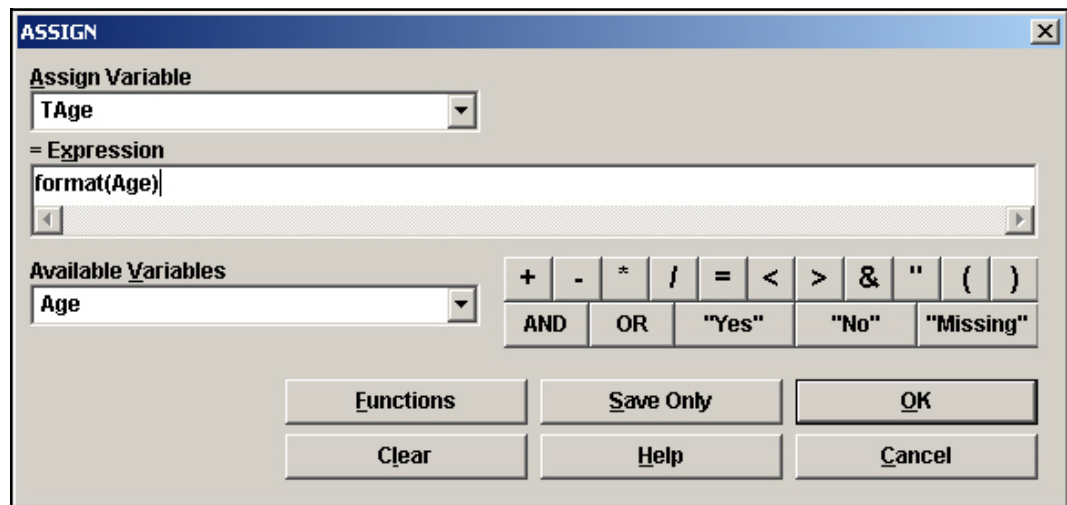 ASSIGN
Assign Variable
TAge
= Expression
format(Age)
Available Variables
Age
+ - * / = < > & " ( )
AND OR "Yes" "No" "Missing"
Functions Save Only OK
Clear Help Cancel